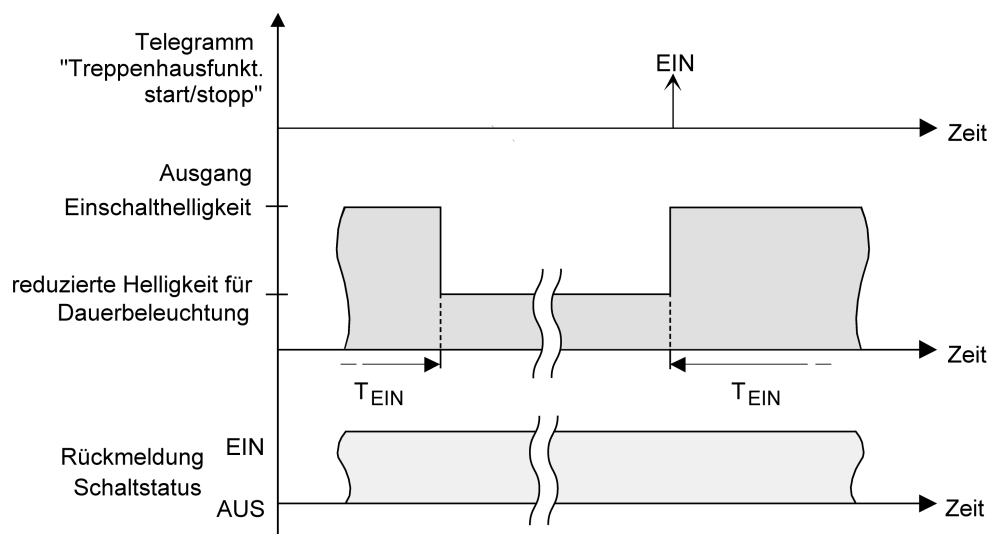 Telegramm
"Treppenhausfunkt.
start/stopp"
EIN
Zeit
Ausgang
Einschalthelligkeit
reduzierte Helligkeit für
Dauerbeleuchtung
Zeit
TEIN
TEIN
EIN
Rückmeldung
Schaltstatus
AUS
Zeit